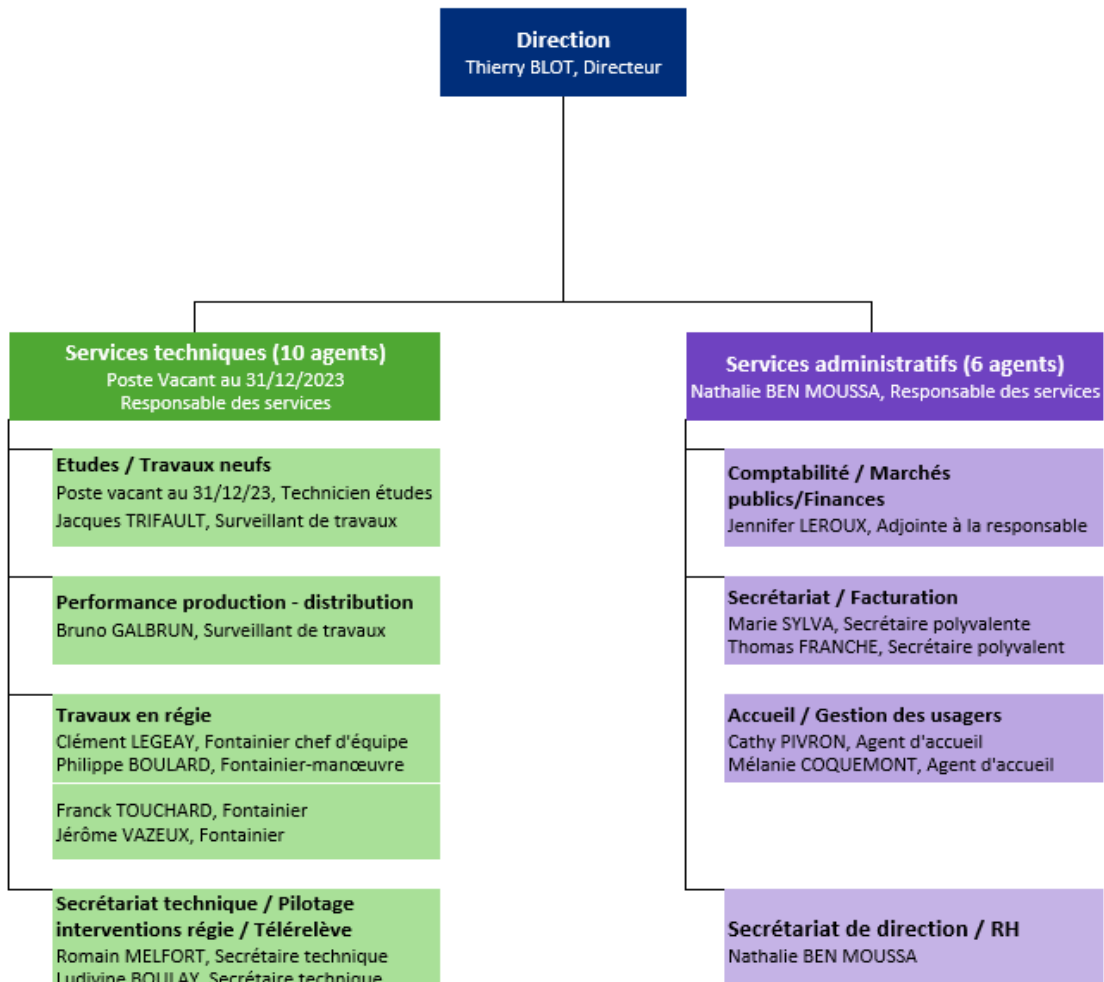 Direction
Thierry BLOT, Directeur
Services techniques (10 agents)
Poste Vacant au 31/12/2023
Responsable des services
Etudes / Travaux neufs
Poste vacant au 31/12/23, Technicien études
Jacques TRIFAULT, Surveillant de travaux
Performance production - distribution
Bruno GALBRUN, Surveillant de travaux
Travaux en régie
Clément LEGEAY, Fontainier chef d'équipe
Philippe BOULARD, Fontainier-manœuvre
Franck TOUCHARD, Fontainier
Jérôme VAZEUX, Fontainier
Secrétariat technique / Pilotage
interventions régie / Télérelève
Romain MELFORT, Secrétaire technique
Ludivine BOULAY, Secrétaire technique
Services administratifs (6 agents)
Nathalie BEN MOUSSA, Responsable des services
Comptabilité / Marchés
publics/Finances
Jennifer LEROUX, Adjointe à la responsable
Secrétariat / Facturation
Marie SYLVA, Secrétaire polyvalente
Thomas FRANCHE, Secrétaire polyvalent
Accueil / Gestion des usagers
Cathy PIVRON, Agent d'accueil
Mélanie COQUEMONT, Agent d'accueil
Secrétariat de direction / RH
Nathalie BEN MOUSSA